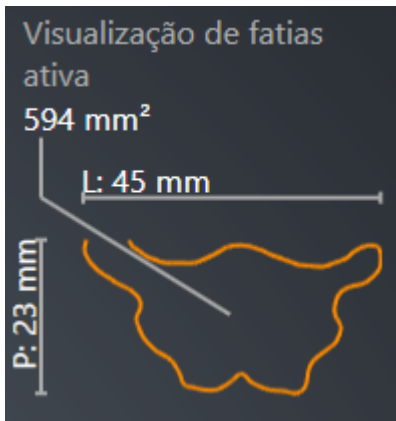 Visualização de fatias
ativa
594 mm²
L: 45 mm
P: 23 mm